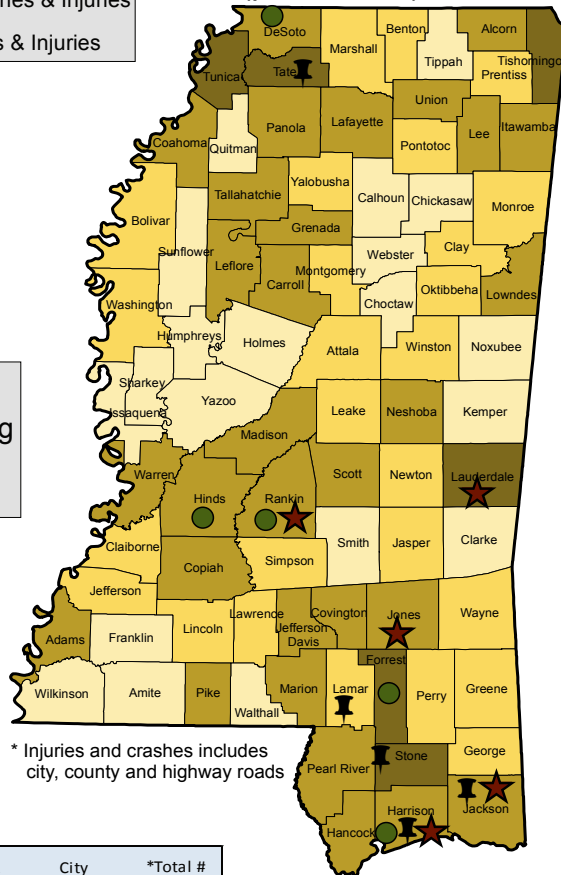 ies & Injuries
s & Injuries
DeSoto
Benton
Alcorn
Marshall
Tippah
Tishomingo
Tunica
Tate
Prentiss
Union
Panola
Lafayette
Lee
Itawamba
Coahoma
Quitman
Pontotoc
Yalobusha
Tallahatchie
Calhoun
Chickasaw
Monroe
Bolivar
Grenada
Sunflower
Clay
Webster
Leflore
Montgomery
Carroll
Oktibbeha
Lowndes
Washington
Choctaw
Humphreys
Holmes
Attala
Winston
Noxubee
Sharkey
Yazoo
Issaquena
Leake
Neshoba
Kemper
g
Madison
Warren
Scott
Newton
Lauderdale
Hinds
Rankin
Claiborne
Smith
Jasper
Clarke
Simpson
Copiah
Jefferson
Lawrence
Covington
Jones
Wayne
Lincoln
Jefferson
Davis
Adams
Franklin
Forrest
Wilkinson
Amite
Pike
Marion
Lamar
Perry
Greene
Walthall
* Injuries and crashes includes
city, county and highway roads
George
Stone
Pearl River
Harrison
Jackson
Hancock
City
*Total #